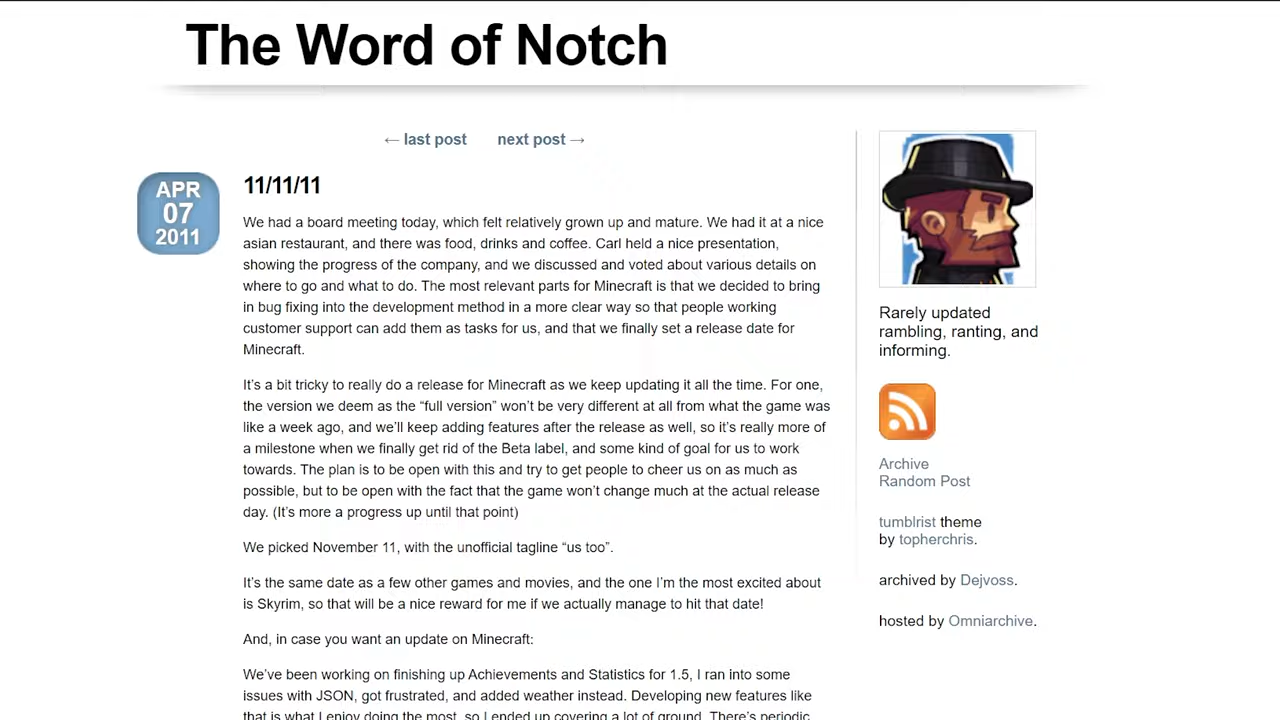 The Word of Notch
← last post next post →
APR
07
2011
11/11/11
We had a board meeting today, which felt relatively grown up and mature. We had it at a nice
asian restaurant, and there was food, drinks and coffee. Carl held a nice presentation,
showing the progress of the company, and we discussed and voted about various details on
where to go and what to do. The most relevant parts for Minecraft is that we decided to bring
in bug fixing into the development method in a more clear way so that people working
customer support can add them as tasks for us, and that we finally set a release date for
Minecraft.
It’s a bit tricky to really do a release for Minecraft as we keep updating it all the time. For one,
the version we deem as the “full version” won’t be very different at all from what the game was
like a week ago, and we’ll keep adding features after the release as well, so it’s really more of
a milestone when we finally get rid of the Beta label, and some kind of goal for us to work
towards. The plan is to be open with this and try to get people to cheer us on as much as
possible, but to be open with the fact that the game won’t change much at the actual release
day. (It’s more a progress up until that point)
We picked November 11, with the unofficial tagline “us too”.
It’s the same date as a few other games and movies, and the one I’m the most excited about
is Skyrim, so that will be a nice reward for me if we actually manage to hit that date!
And, in case you want an update on Minecraft:
We’ve been working on finishing up Achievements and Statistics for 1.5, I ran into some
issues with JSON, got frustrated, and added weather instead. Developing new features like
that is what I enjoy doing the most, so I ended up covering a lot of ground. There’s periodic
Rarely updated
rambling, ranting, and
informing.
Archive
Random Post
tumblrist theme
by topherchris.
archived by Dejvoss.
hosted by Omniarchive.